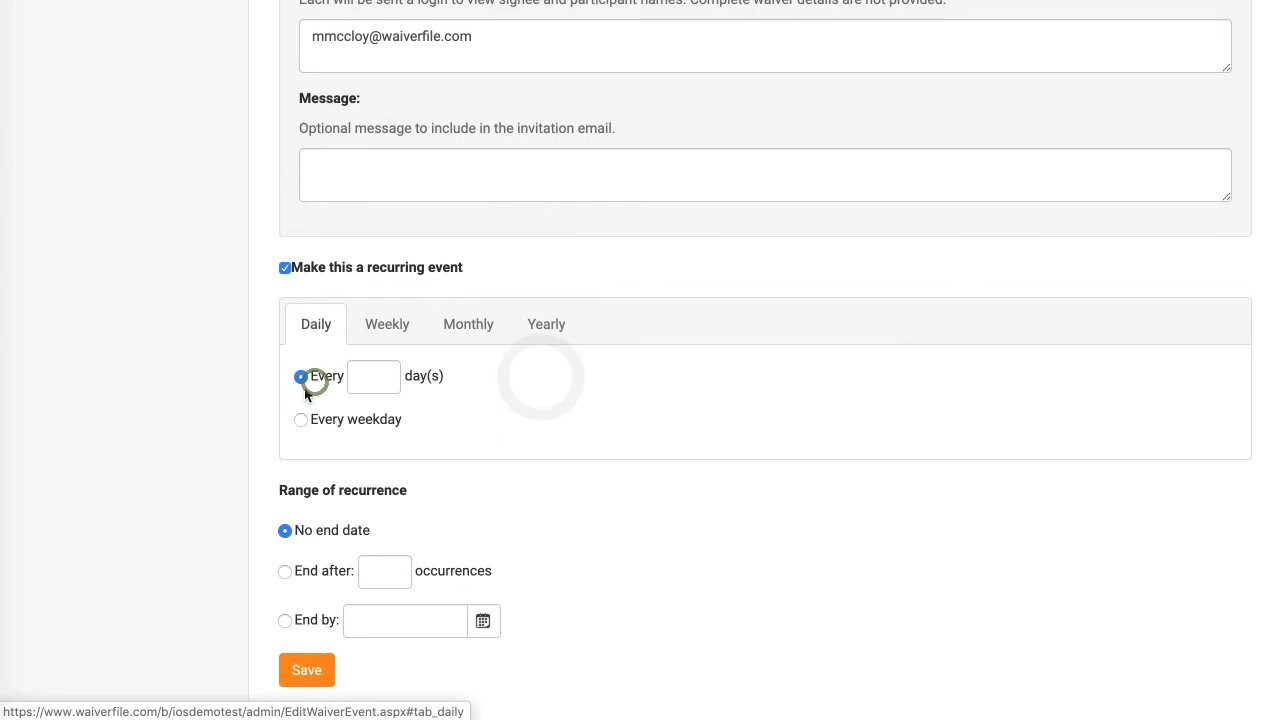 Each will be sent a login to view signee and participant names. Complete waiver details are not provided.
mmccloy@waiverfile.com
Message:
Optional message to include in the invitation email.
Make this a recurring event
Daily Weekly Monthly Yearly
Every day(s)
Every weekday
Range of recurrence
No end date
End after: occurrences
End by:
Save
https://www.waiverfile.com/b/iosdemotest/admin/EditWaiverEvent.aspx#tab_daily